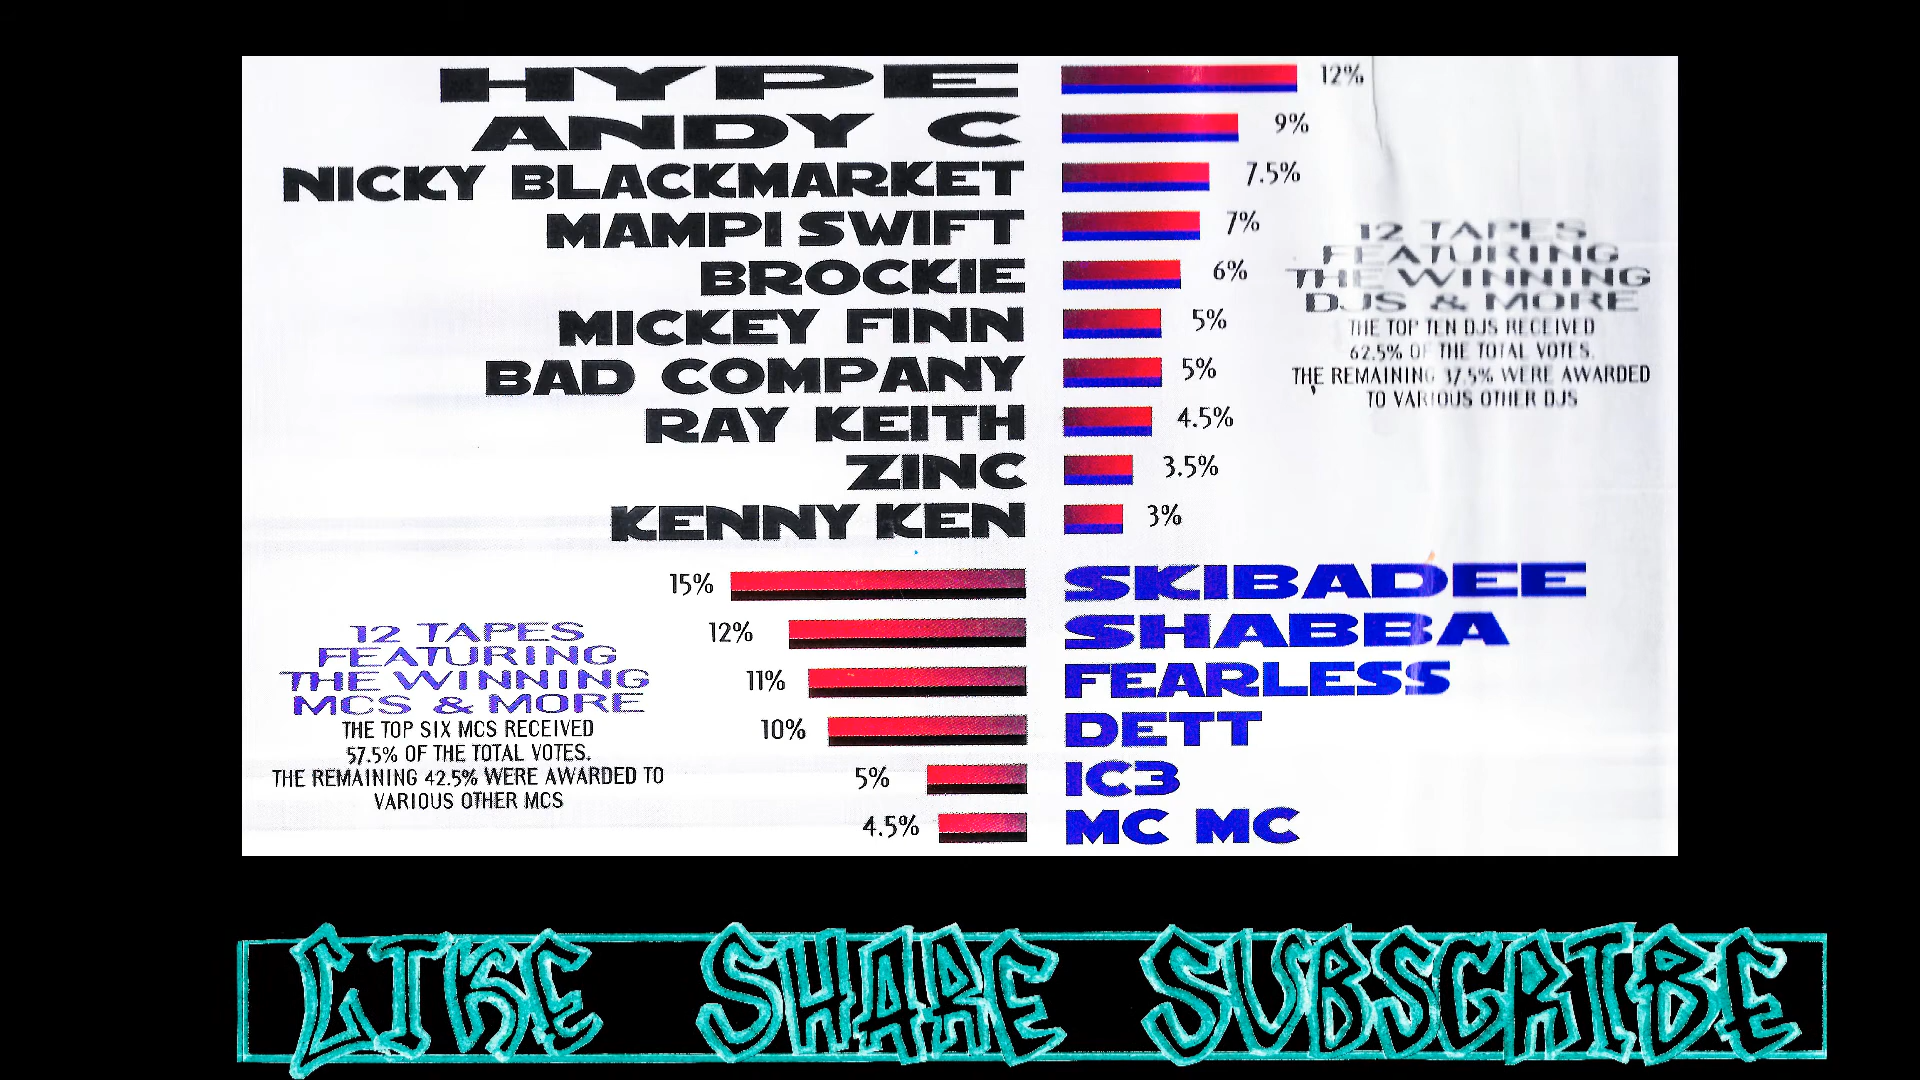 HYPE 12%
ANDY C 9%
NICKY BLACKMARKET 7.5%
MAMPI SWIFT 7%
BROCKIE 6%
MICKEY FINN 5%
BAD COMPANY 5%
RAY KEITH 4.5%
ZINC 3.5%
KENNY KEN 3%
12 TAPES
FEATURING
THE WINNING
DJS & MORE
THE TOP TEN DJS RECEIVED
62.5% OF THE TOTAL VOTES.
THE REMAINING 37.5% WERE AWARDED
TO VARIOUS OTHER DJS
15% SKIBADEE
12% SHABBA
11% FEARLESS
10% DETT
5% IC3
4.5% MC MC
12 TAPES
FEATURING
THE WINNING
MCS & MORE
THE TOP SIX MCS RECEIVED
57.5% OF THE TOTAL VOTES.
THE REMAINING 42.5% WERE AWARDED TO
VARIOUS OTHER MCS
LIKE SHARE SUBSCRIBE